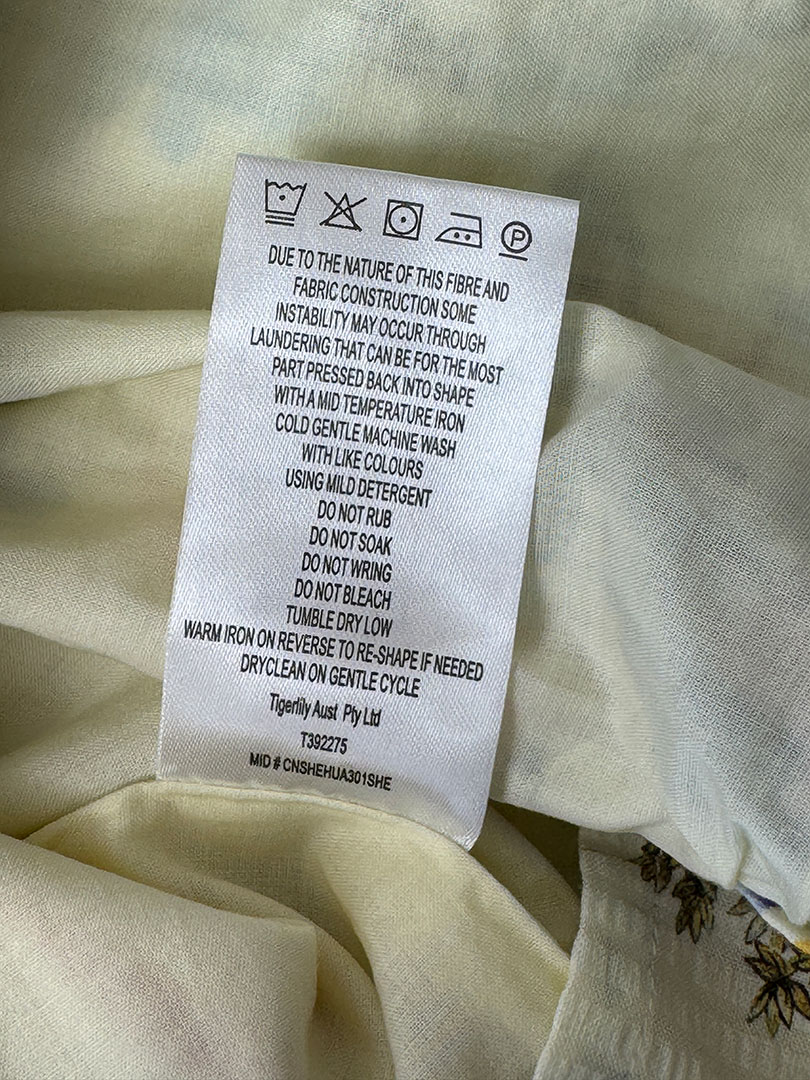 P
DUE TO THE NATURE OF THIS FIBRE AND
FABRIC CONSTRUCTION SOME
INSTABILITY MAY OCCUR THROUGH
LAUNDERING THAT CAN BE FOR THE MOST
PART PRESSED BACK INTO SHAPE
WITH A MID TEMPERATURE IRON
COLD GENTLE MACHINE WASH
WITH LIKE COLOURS
USING MILD DETERGENT
DO NOT RUB
DO NOT SOAK
DO NOT WRING
DO NOT BLEACH
TUMBLE DRY LOW
WARM IRON ON REVERSE TO RE-SHAPE IF NEEDED
DRYCLEAN ON GENTLE CYCLE
Tigerlily Aust Pty Ltd
T392275
MID # CNSHEHUA301SHE